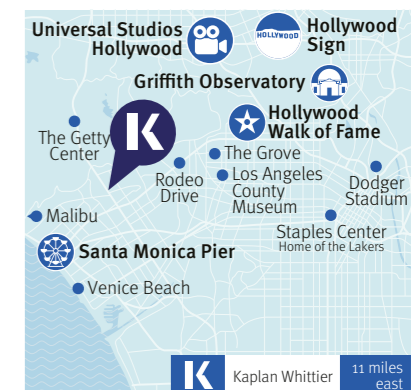 Universal Studios
Hollywood
HOLLYWOOD
Hollywood
Sign
Griffith Observatory
Hollywood
Walk of Fame
The Getty
Center
K
Rodeo
Drive
The Grove
Los Angeles
County
Museum
Dodger
Stadium
Staples Center
Home of the Lakers
Malibu
Santa Monica Pier
Venice Beach
K
Kaplan Whittier
11 miles
east